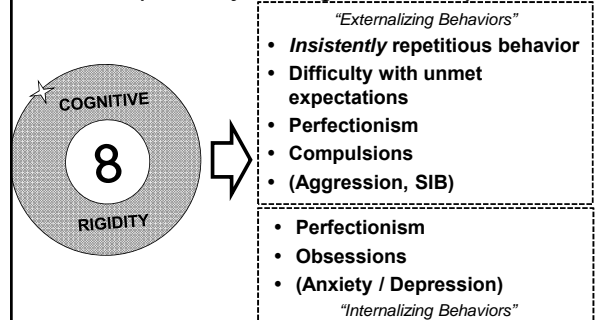 COGNITIVE
8
RIGIDITY
“Externalizing Behaviors”
• Insistently repetitious behavior
• Difficulty with unmet
expectations
• Perfectionism
• Compulsions
• (Aggression, SIB)
• Perfectionism
• Obsessions
• (Anxiety / Depression)
“Internalizing Behaviors”